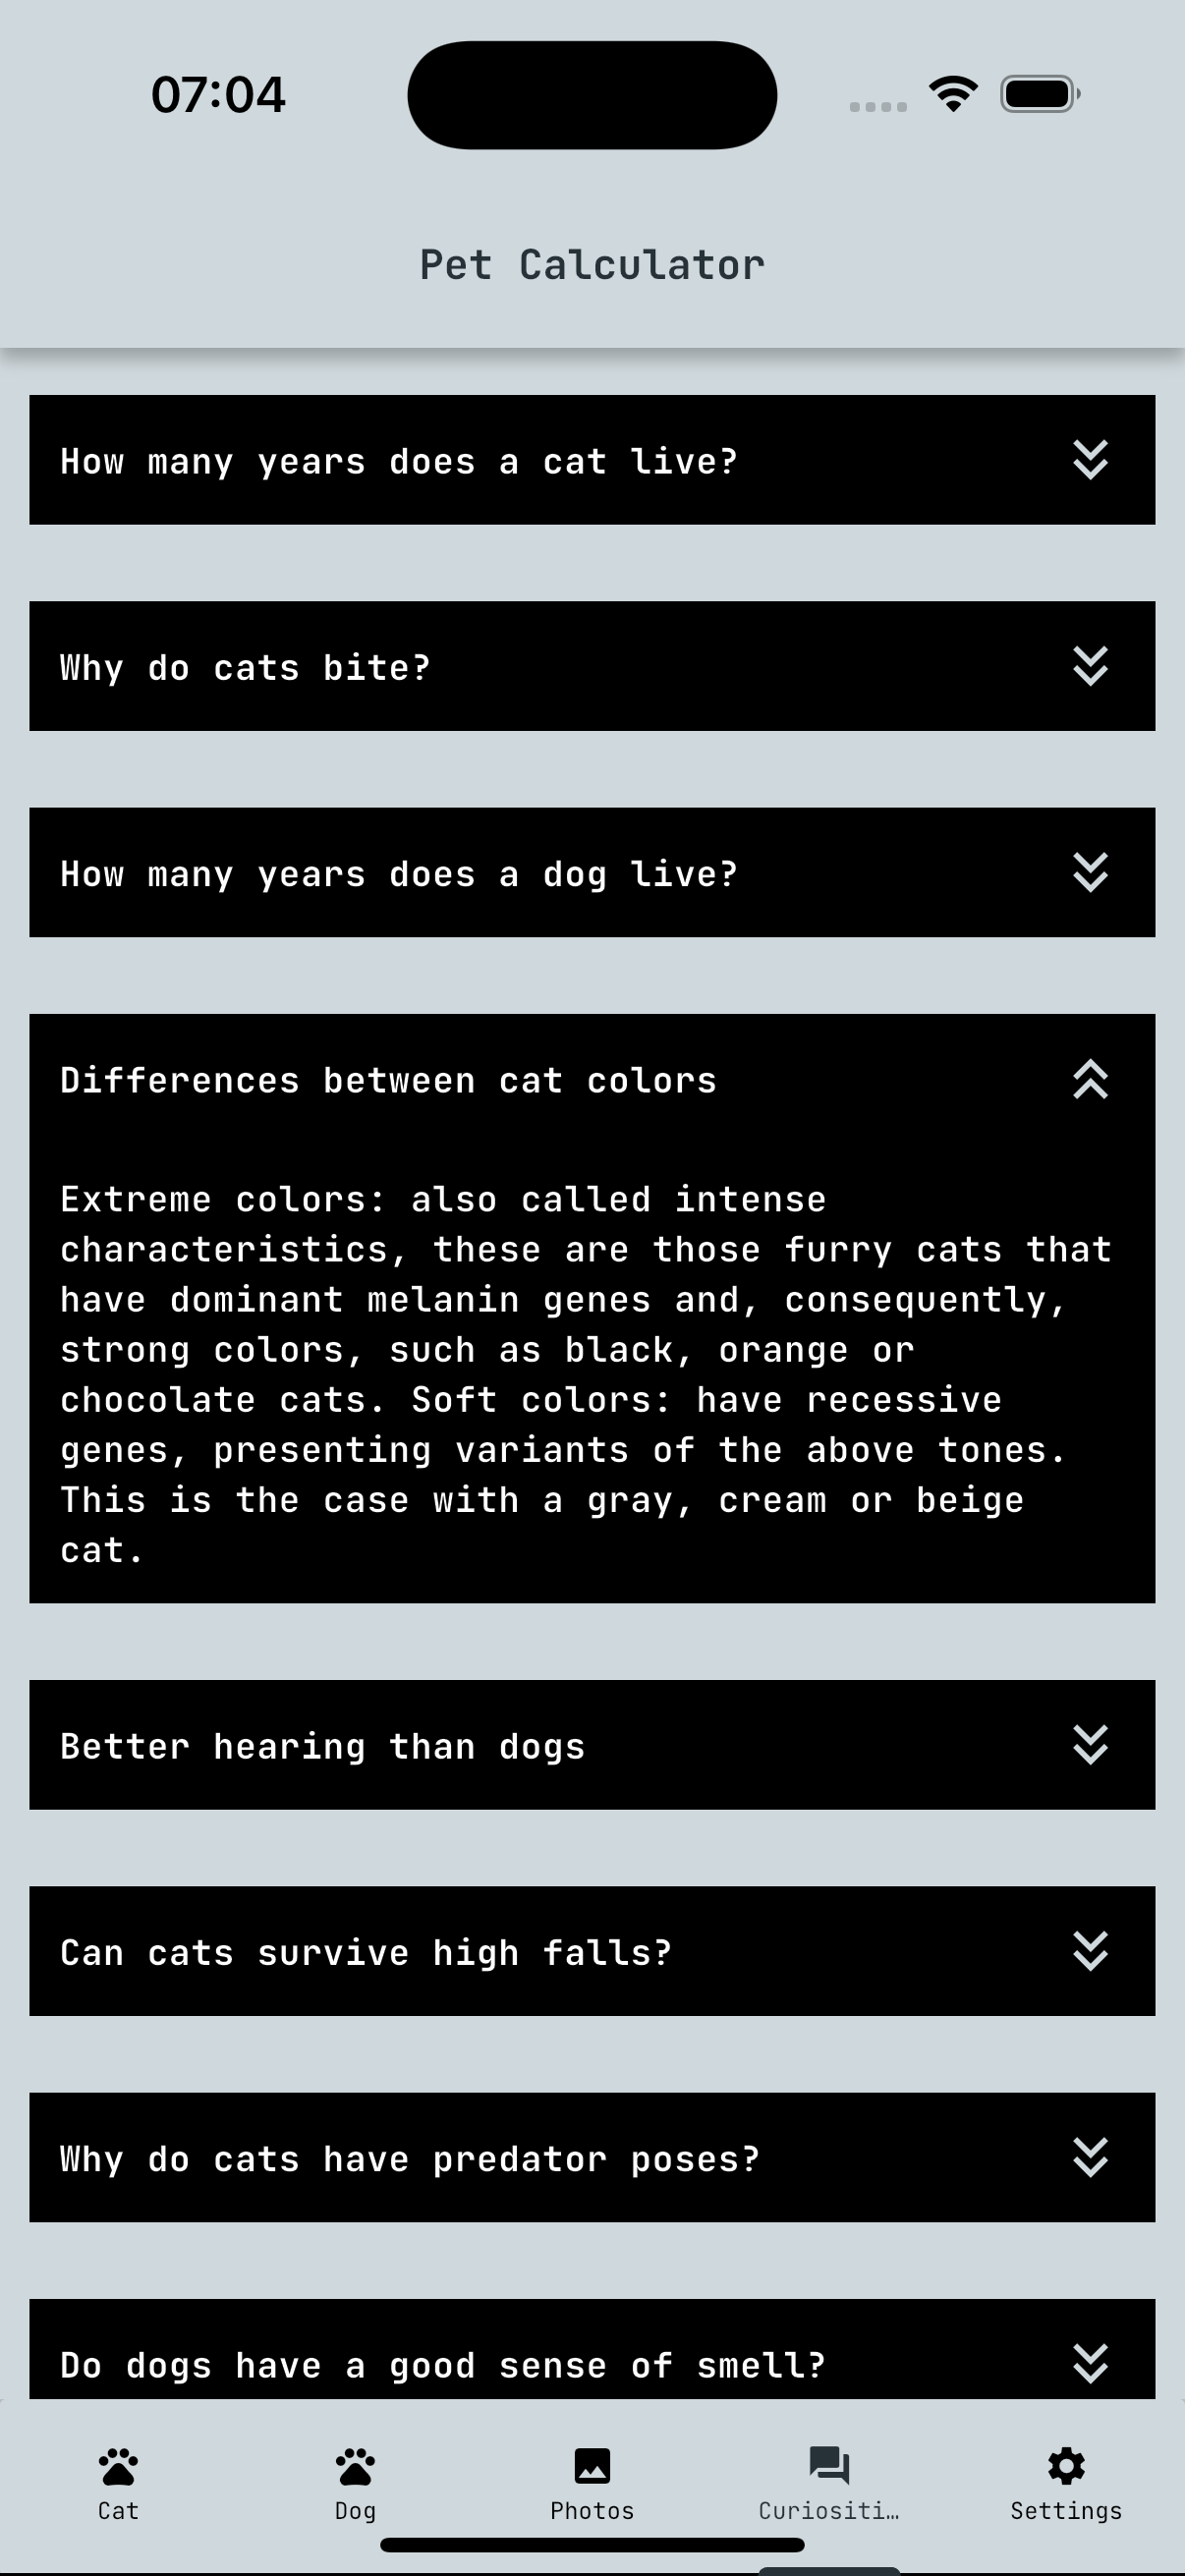 07:04
Pet Calculator
How many years does a cat live?
Why do cats bite?
How many years does a dog live?
Differences between cat colors
Extreme colors: also called intense
characteristics, these are those furry cats that
have dominant melanin genes and, consequently,
strong colors, such as black, orange or
chocolate cats. Soft colors: have recessive
genes, presenting variants of the above tones.
This is the case with a gray, cream or beige
cat.
Better hearing than dogs
Can cats survive high falls?
Why do cats have predator poses?
Do dogs have a good sense of smell?
Cat Dog Photos Curiositi… Settings